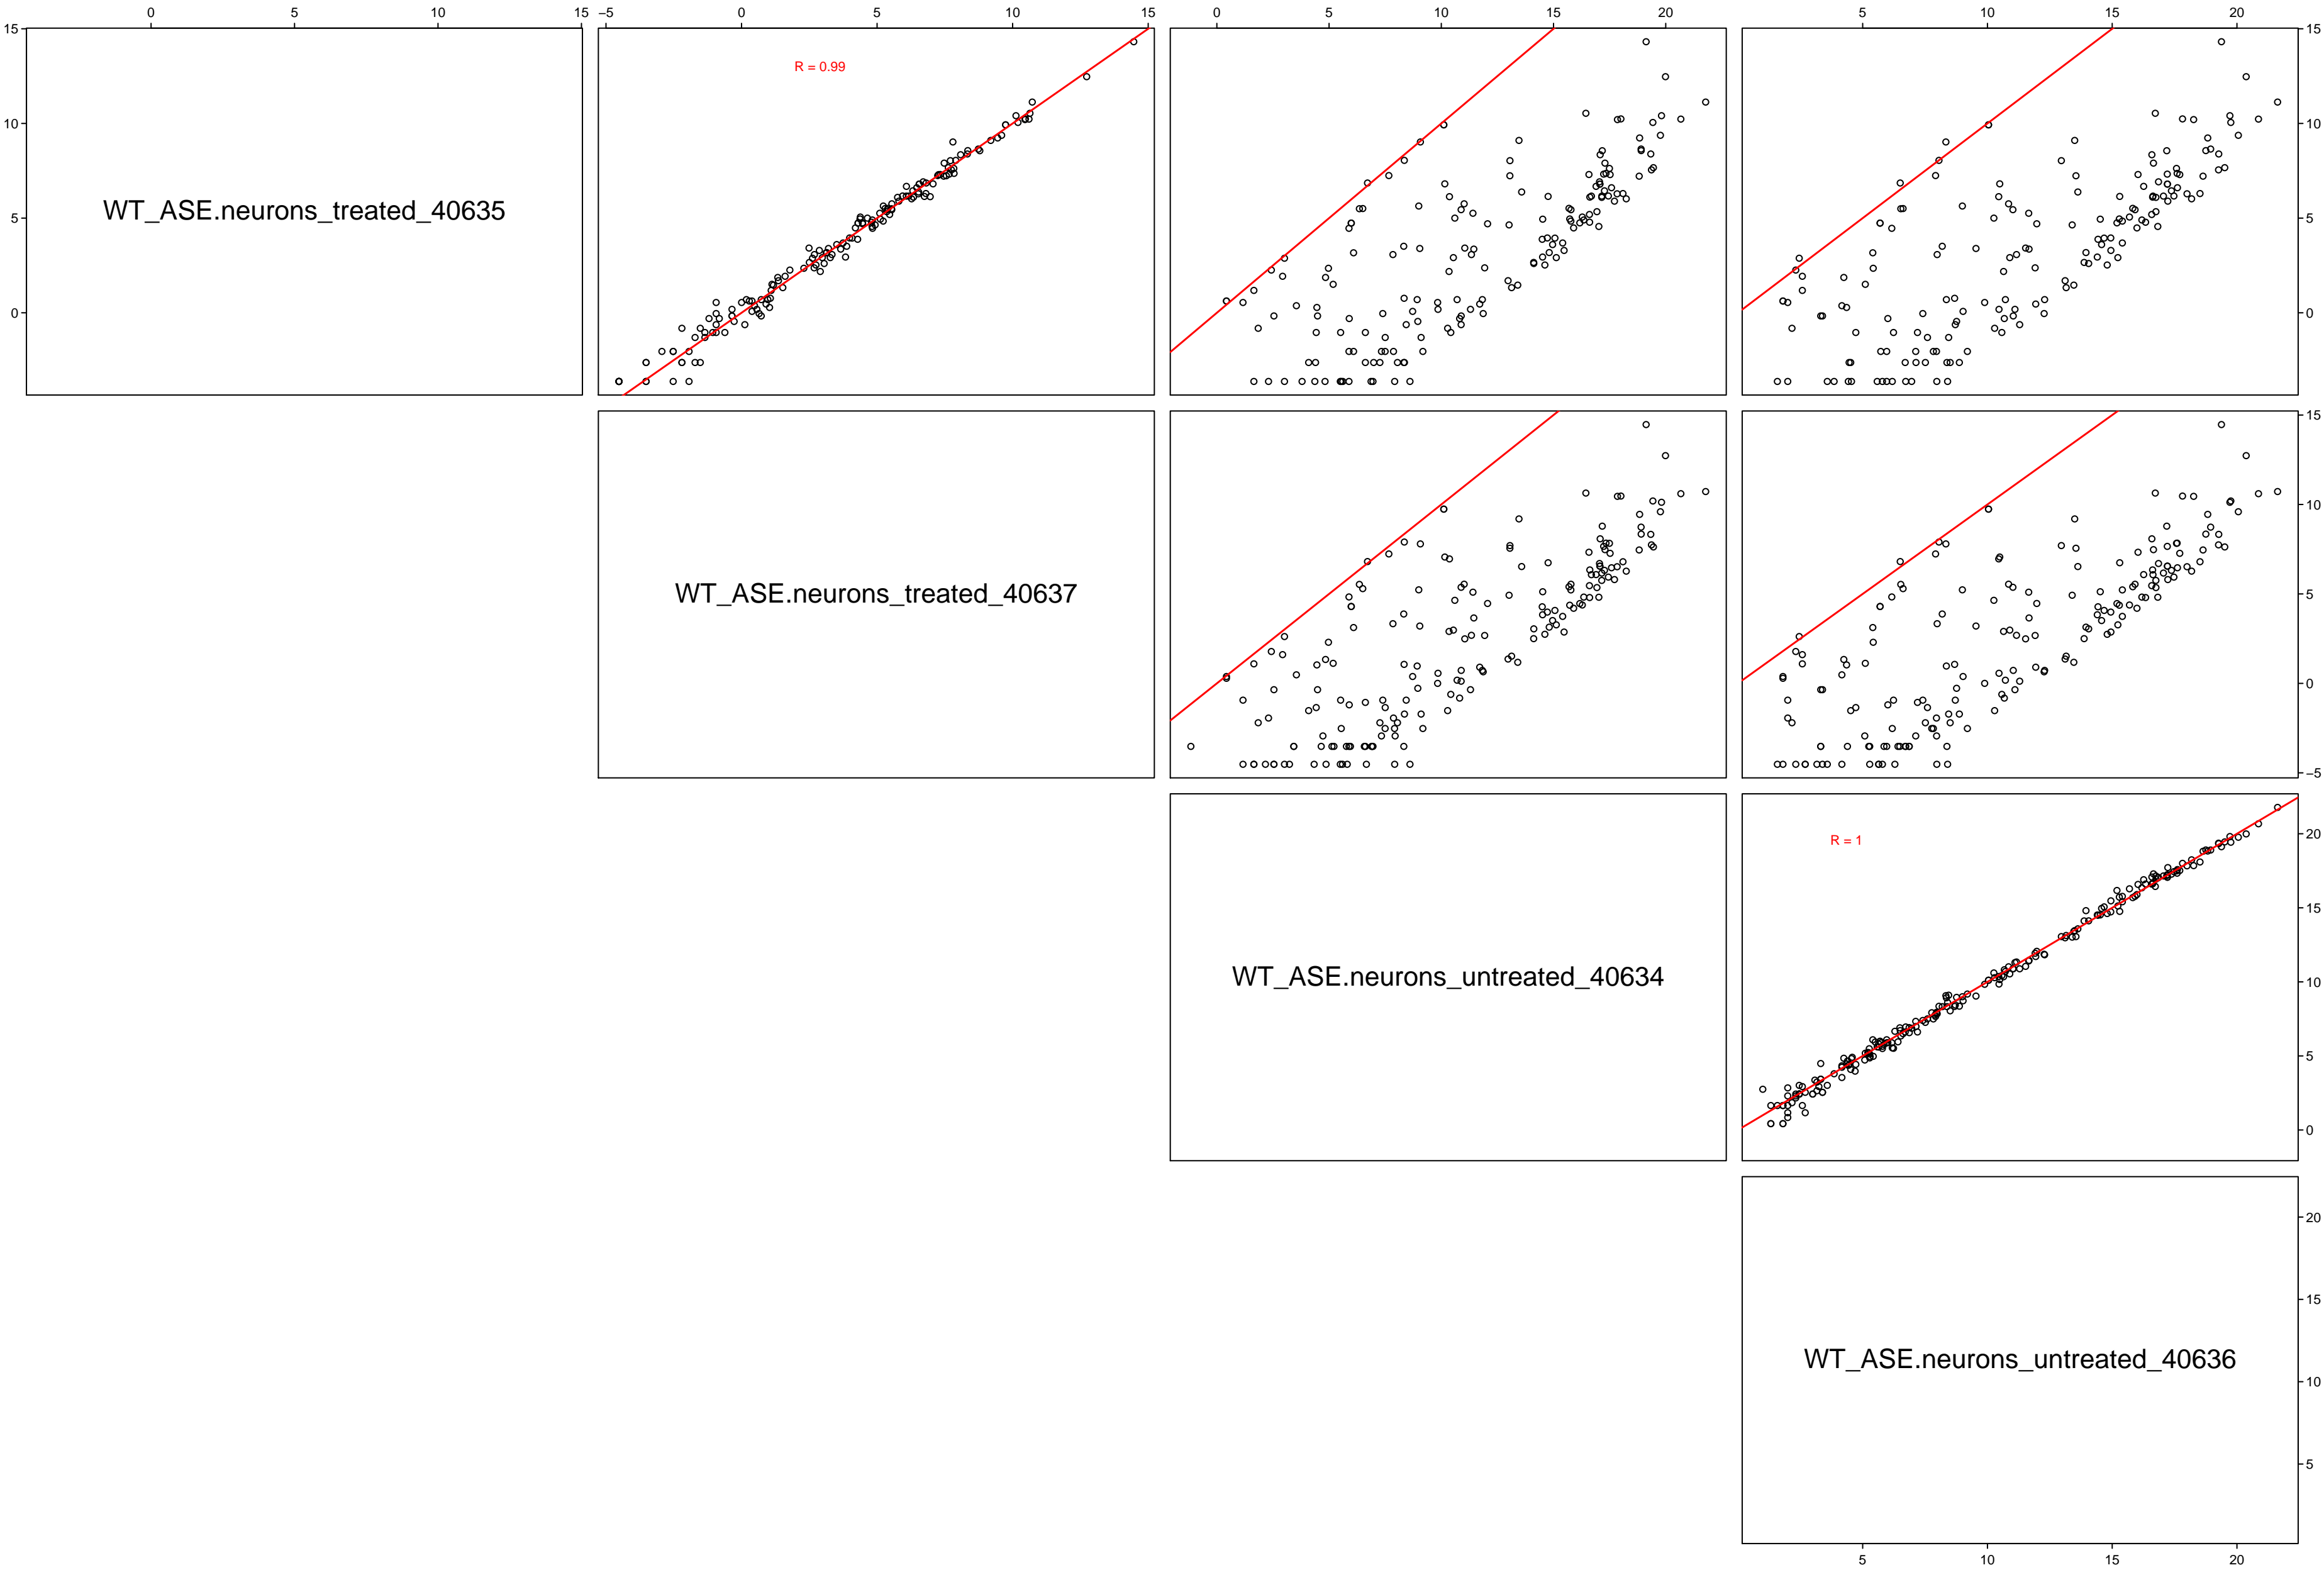 0 5 10 15 −5 0 5 10 15 0 5 10 15 20 5 10 15 20
15 10 5 0
WT_ASE.neurons_treated_40635
R = 0.99
15 10 5 0
WT_ASE.neurons_treated_40637
15 10 5 0 −5
WT_ASE.neurons_untreated_40634
R = 1
20 15 10 5 0
WT_ASE.neurons_untreated_40636
20 15 10 5
5 10 15 20